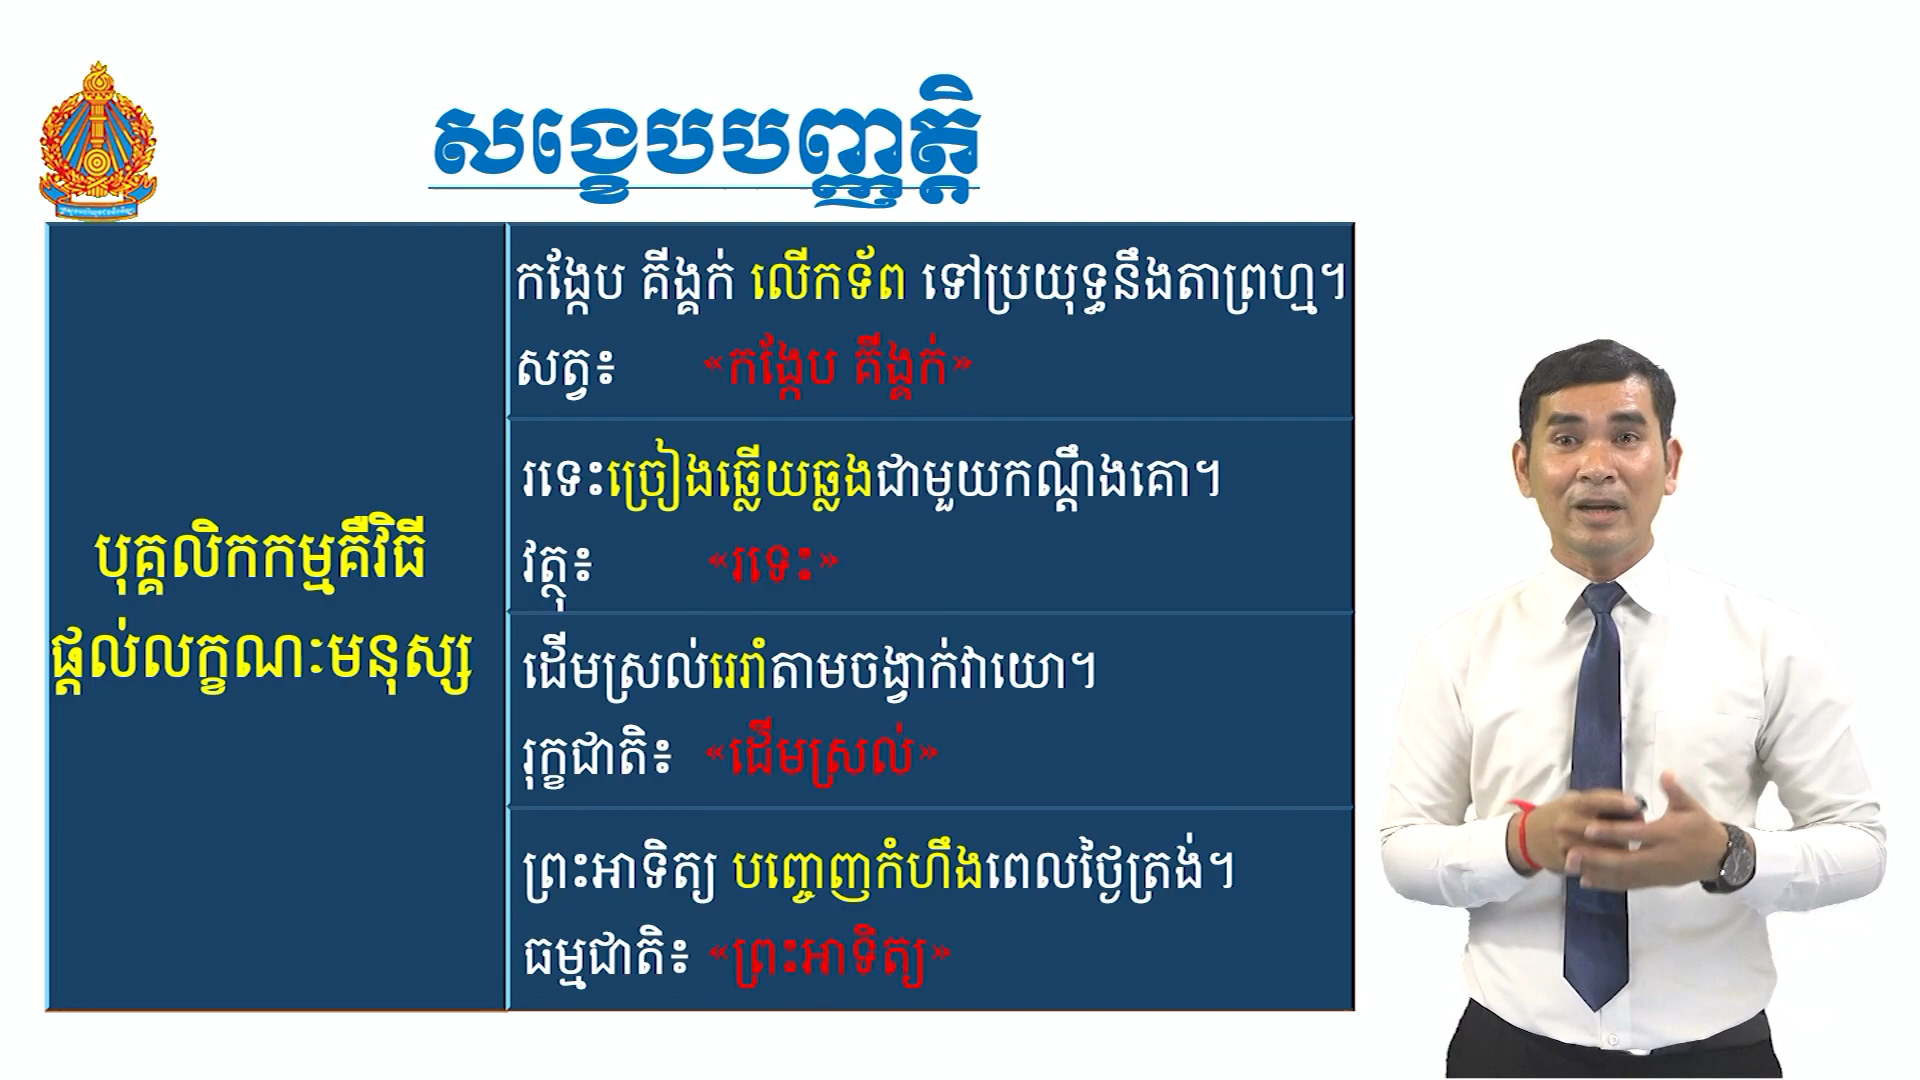 សង្ខេបបញ្ញត្តិ
បុគ្គលិកកម្មគឺវិធី
ផ្ដល់លក្ខណៈមនុស្ស
កង្កែប គីង្គក់ លើកទ័ព ទៅប្រយុទ្ធនឹងតាព្រហ្ម។
សត្វ៖ «កង្កែប គីង្គក់»
រទេះច្រៀងឆ្លើយឆ្លងជាមួយកណ្ដឹងគោ។
វត្ថុ៖ «រទេះ»
ដើមស្រល់រេរាំតាមចង្វាក់វាយោ។
រុក្ខជាតិ៖ «ដើមស្រល់»
ព្រះអាទិត្យ បញ្ចេញកំហឹងពេលថ្ងៃត្រង់។
ធម្មជាតិ៖ «ព្រះអាទិត្យ»